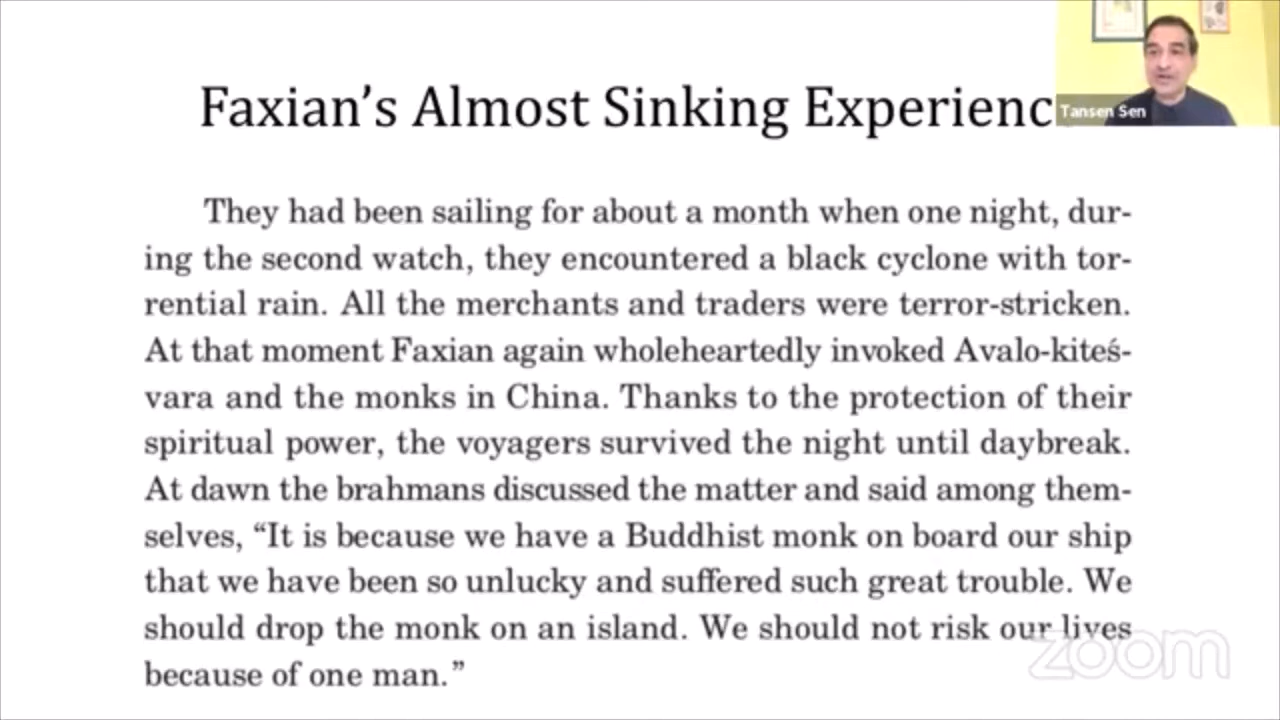 Faxian’s Almost Sinking Experienc
Tansen Sen
They had been sailing for about a month when one night, dur-
ing the second watch, they encountered a black cyclone with tor-
rential rain. All the merchants and traders were terror-stricken.
At that moment Faxian again wholeheartedly invoked Avalo-kiteś-
vara and the monks in China. Thanks to the protection of their
spiritual power, the voyagers survived the night until daybreak.
At dawn the brahmans discussed the matter and said among them-
selves, “It is because we have a Buddhist monk on board our ship
that we have been so unlucky and suffered such great trouble. We
should drop the monk on an island. We should not risk our lives
because of one man.”
zoom